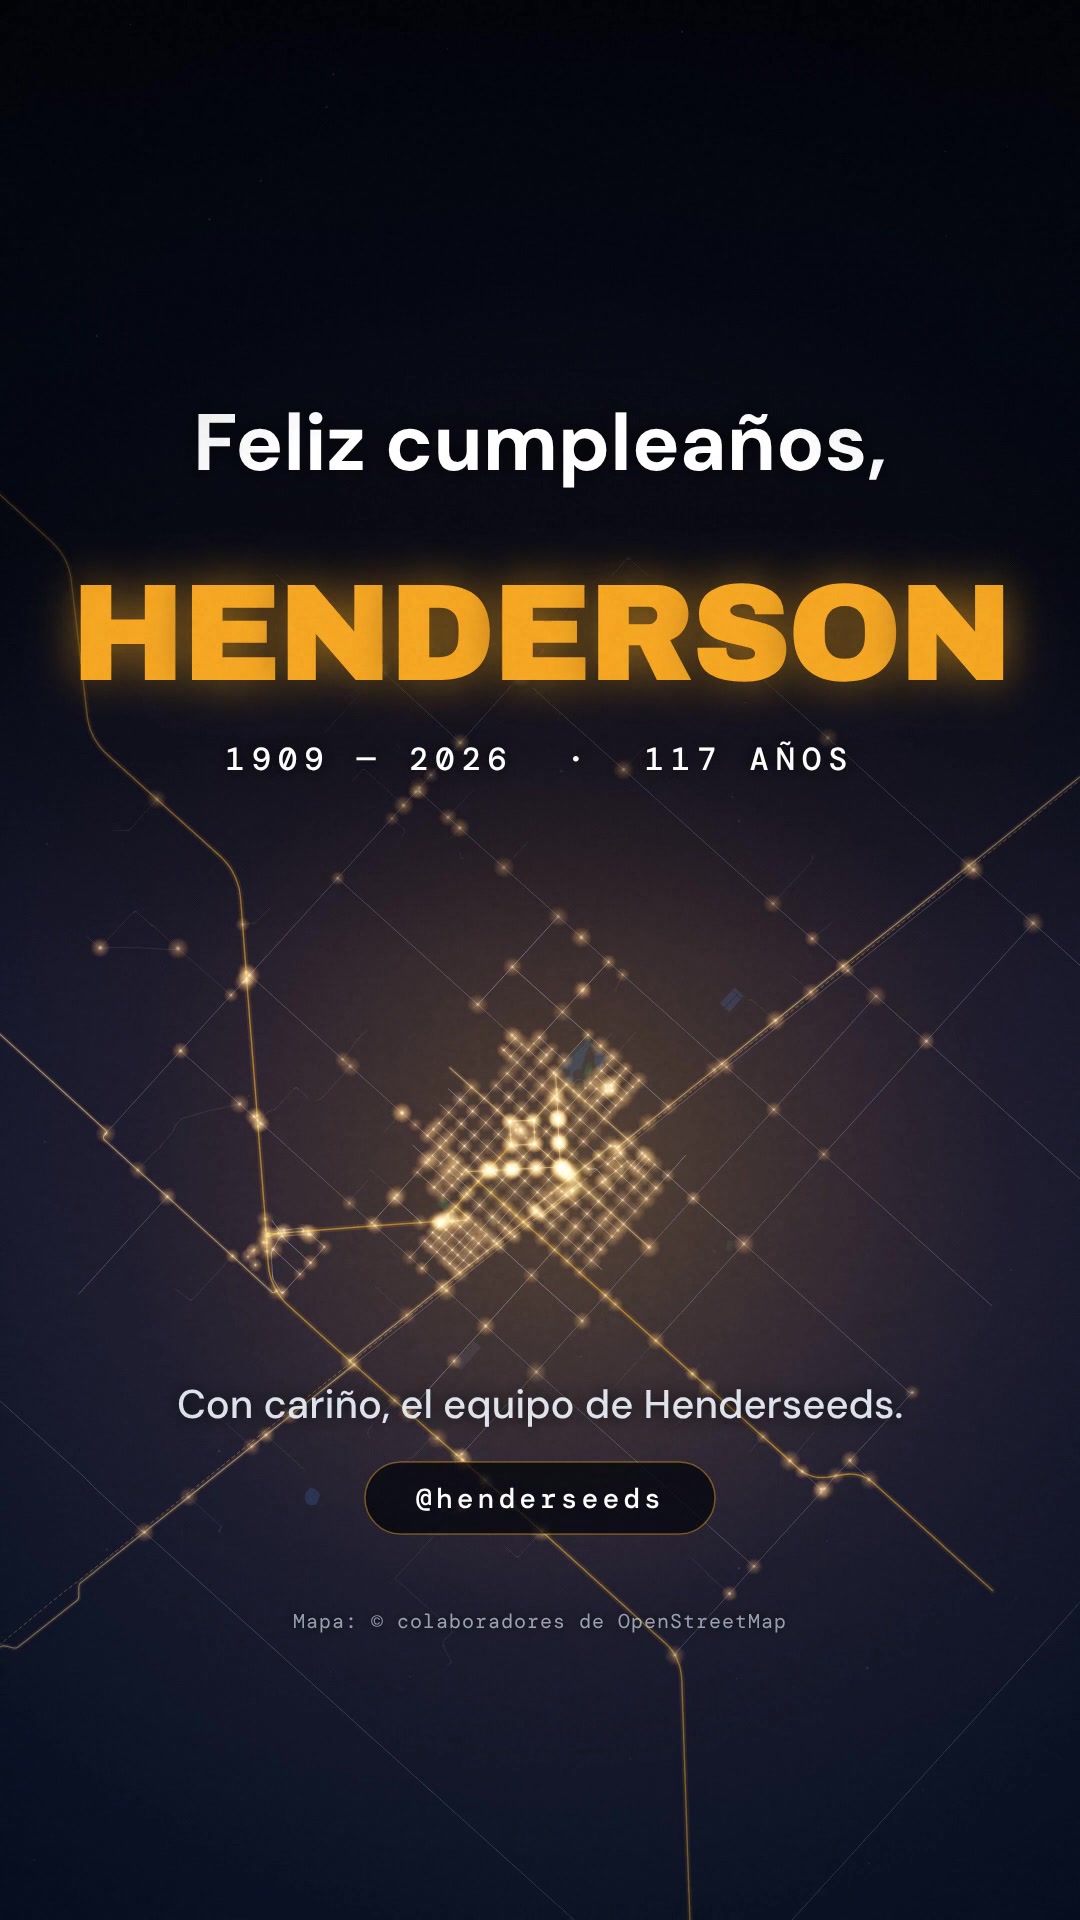 Feliz cumpleaños,
HENDERSON
1909 — 2026 · 117 AÑOS
Con cariño, el equipo de Henderseeds.
@henderseeds
Mapa: © colaboradores de OpenStreetMap